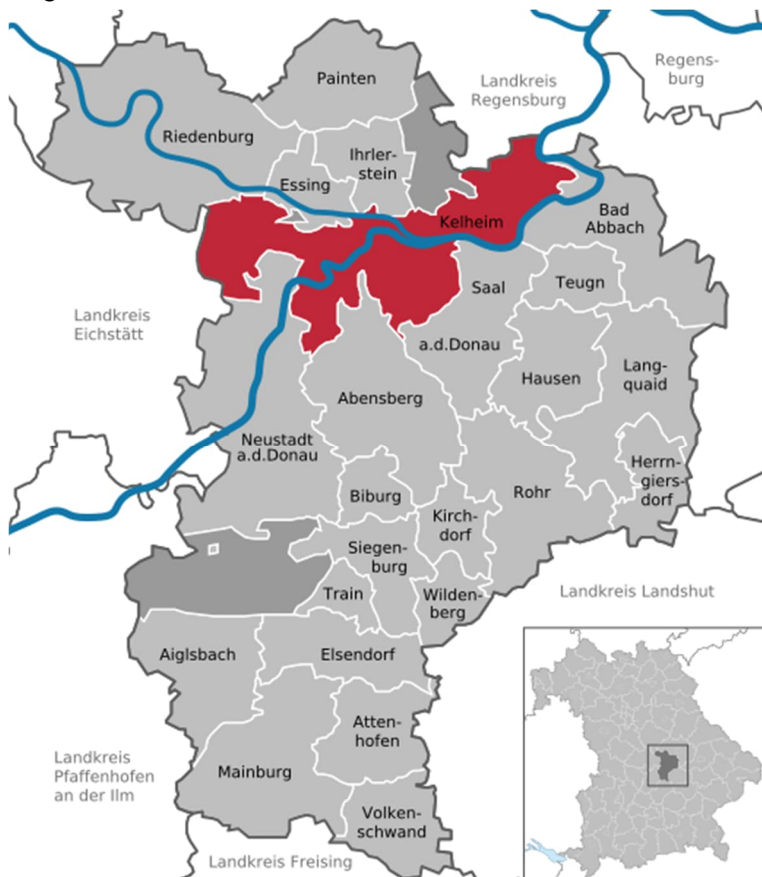 Painten
Landkreis
Regensburg
Regens-
burg
Riedenburg
Ihrler-
stein
Essing
Kelheim
Bad
Abbach
Landkreis
Eichstätt
Saal
a.d.Donau
Teugn
Hausen
Lang-
quaid
Abensberg
Neustadt
a.d.Donau
Biburg
Kirch-
dorf
Rohr
Herrn-
giers-
dorf
Siegen-
burg
Train
Wilden-
berg
Landkreis Landshut
Aiglsbach
Elsendorf
Atten-
hofen
Landkreis
Pfaffenhofen
an der Ilm
Mainburg
Volken-
schwand
Landkreis Freising